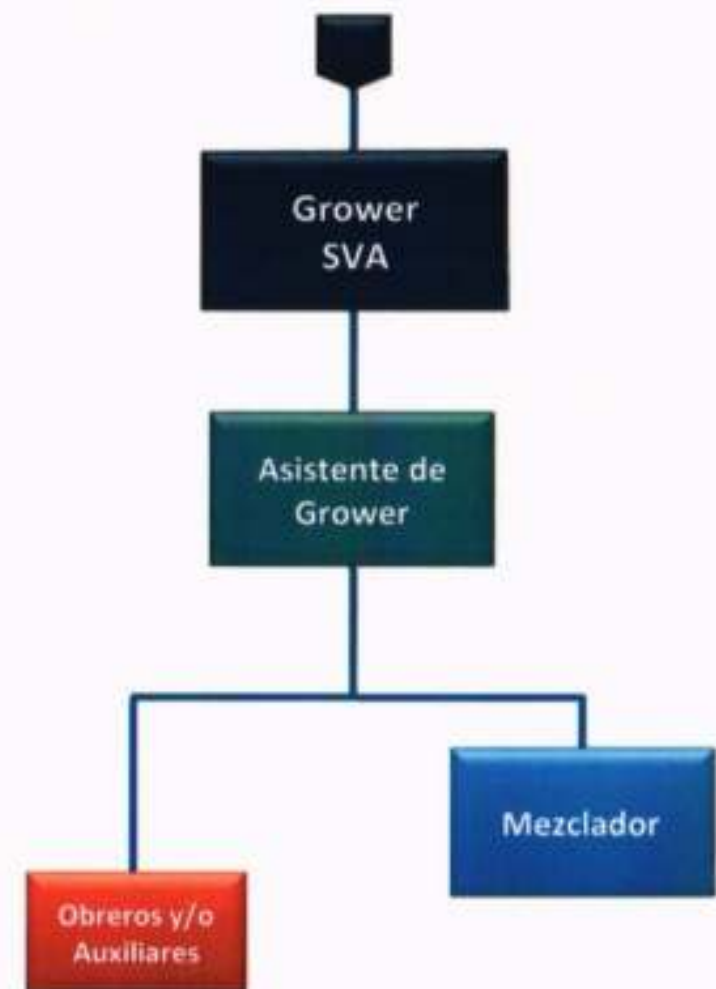 Grower
SVA
Asistente de
Grower
Mezclador
Obreros y/o
Auxiliares